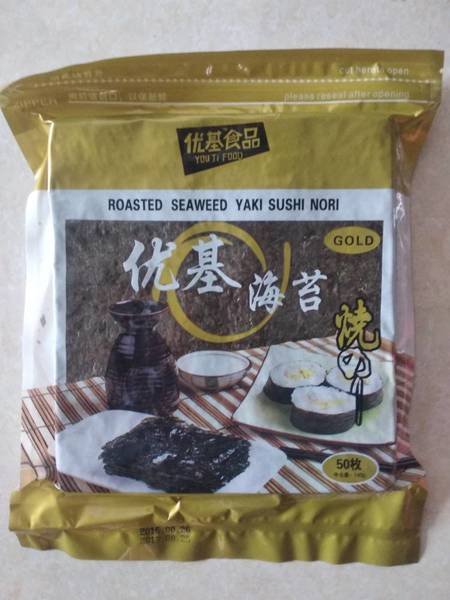 cut here to open
please reseal after opening
优基食品
YOU Ji FOOD
ROASTED SEAWEED YAKI SUSHI NORI
GOLD
优基
海苔
焼のり
50枚